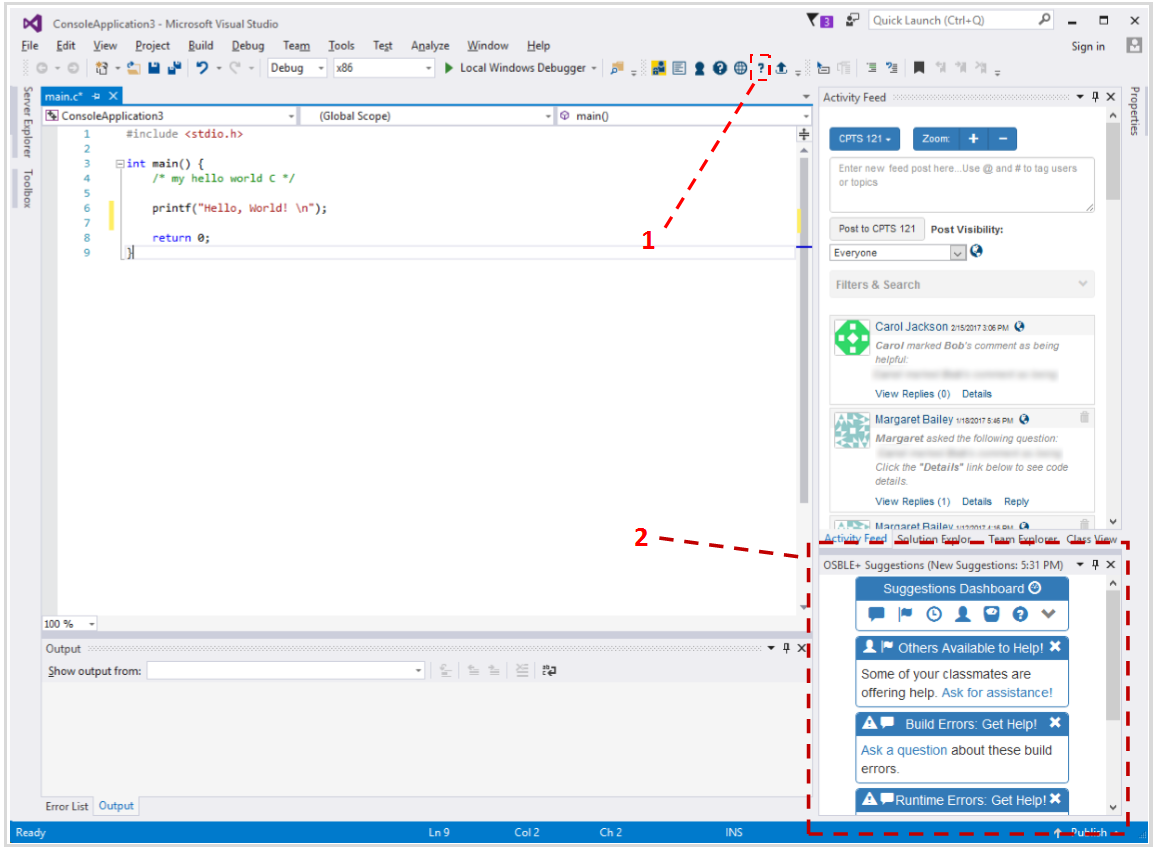 ConsoleApplication3 - Microsoft Visual Studio
3
Quick Launch (Ctrl+Q)
File Edit View Project Build Debug Team Tools Test Analyze Window Help
Sign in
Debug x86 Local Windows Debugger
Server Explorer
Toolbox
main.c*
ConsoleApplication3 (Global Scope) main()
1 #include <stdio.h>
2
3 int main() {
4 /* my hello world C */
5
6 printf("Hello, World! \n");
7
8 return 0;
9 }
1
2
100 %
Output
Show output from:
Error List Output
Activity Feed
Properties
CPTS 121 Zoom: + −
Enter new feed post here...Use @ and # to tag users
or topics
Post to CPTS 121 Post Visibility:
Everyone
Filters & Search
Carol Jackson 2/15/2017 3:06 PM
Carol marked Bob's comment as being
helpful:
View Replies (0) Details
Margaret Bailey 1/18/2017 5:46 PM
Margaret asked the following question:
Click the "Details" link below to see code
details.
View Replies (1) Details Reply
Margaret Bailey
Activity Feed Solution Explor... Team Explorer Class View
OSBLE+ Suggestions (New Suggestions: 5:31 PM)
Suggestions Dashboard
Others Available to Help!
Some of your classmates are
offering help. Ask for assistance!
Build Errors: Get Help!
Ask a question about these build
errors.
Runtime Errors: Get Help!
Ready Ln 9 Col 2 Ch 2 INS Publish